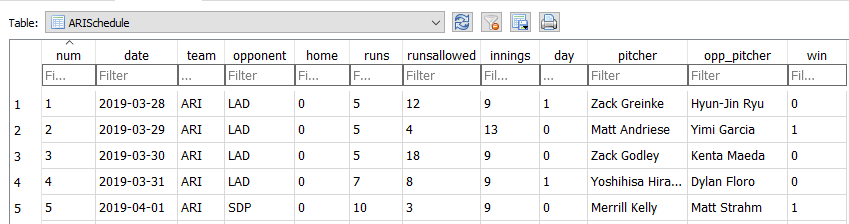 Table: ARISchedule
num date team opponent home runs runsallowed innings day pitcher opp_pitcher win
Fi... Filter ... Filter Fi... Fi... Filter Fil... ... Filter Filter Fil...
1 1 2019-03-28 ARI LAD 0 5 12 9 1 Zack Greinke Hyun-Jin Ryu 0
2 2 2019-03-29 ARI LAD 0 5 4 13 0 Matt Andriese Yimi Garcia 1
3 3 2019-03-30 ARI LAD 0 5 18 9 0 Zack Godley Kenta Maeda 0
4 4 2019-03-31 ARI LAD 0 7 8 9 1 Yoshihisa Hira... Dylan Floro 0
5 5 2019-04-01 ARI SDP 0 10 3 9 0 Merrill Kelly Matt Strahm 1